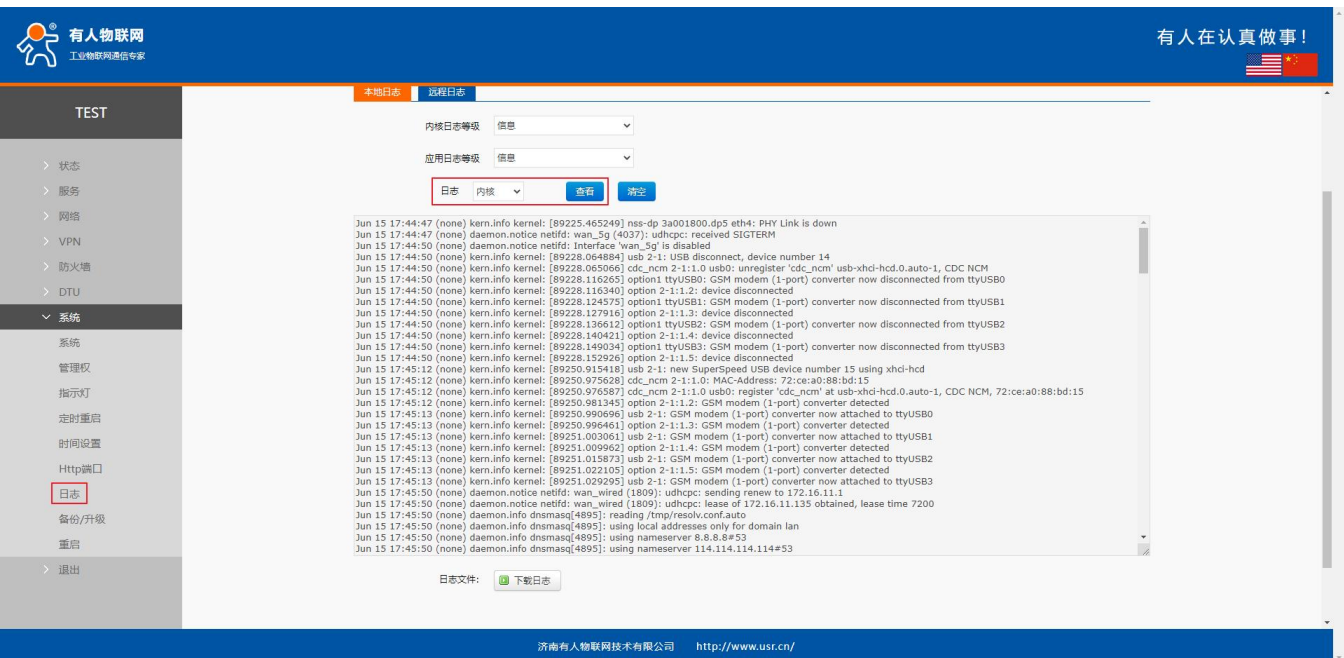 有人物联网
工业物联网通信专家
有人在认真做事!
TEST
状态
服务
网络
VPN
防火墙
DTU
系统
系统
管理权
指示灯
定时重启
时间设置
Http端口
日志
备份/升级
重启
退出
本地日志 远程日志
内核日志等级 信息
应用日志等级 信息
日志 内核 查看 清空
Jun 15 17:44:47 (none) kern.info kernel: [89225.465249] nss-dp 3a001800.dp5 eth4: PHY Link is down
Jun 15 17:44:47 (none) daemon.notice netifd: wan_5g (4037): udhcpc: received SIGTERM
Jun 15 17:44:50 (none) daemon.notice netifd: Interface 'wan_5g' is disabled
Jun 15 17:44:50 (none) kern.info kernel: [89228.064884] usb 2-1: USB disconnect, device number 14
Jun 15 17:44:50 (none) kern.info kernel: [89228.065066] cdc_ncm 2-1:1.0 usb0: unregister 'cdc_ncm' usb-xhci-hcd.0.auto-1, CDC NCM
Jun 15 17:44:50 (none) kern.info kernel: [89228.116265] option1 ttyUSB0: GSM modem (1-port) converter now disconnected from ttyUSB0
Jun 15 17:44:50 (none) kern.info kernel: [89228.116340] option 2-1:1.2: device disconnected
Jun 15 17:44:50 (none) kern.info kernel: [89228.124575] option1 ttyUSB1: GSM modem (1-port) converter now disconnected from ttyUSB1
Jun 15 17:44:50 (none) kern.info kernel: [89228.127916] option 2-1:1.3: device disconnected
Jun 15 17:44:50 (none) kern.info kernel: [89228.136612] option1 ttyUSB2: GSM modem (1-port) converter now disconnected from ttyUSB2
Jun 15 17:44:50 (none) kern.info kernel: [89228.140421] option 2-1:1.4: device disconnected
Jun 15 17:44:50 (none) kern.info kernel: [89228.149034] option1 ttyUSB3: GSM modem (1-port) converter now disconnected from ttyUSB3
Jun 15 17:44:50 (none) kern.info kernel: [89228.152926] option 2-1:1.5: device disconnected
Jun 15 17:45:12 (none) kern.info kernel: [89250.915418] usb 2-1: new SuperSpeed USB device number 15 using xhci-hcd
Jun 15 17:45:12 (none) kern.info kernel: [89250.975628] cdc_ncm 2-1:1.0: MAC-Address: 72:ce:a0:88:bd:15
Jun 15 17:45:12 (none) kern.info kernel: [89250.976587] cdc_ncm 2-1:1.0 usb0: register 'cdc_ncm' at usb-xhci-hcd.0.auto-1, CDC NCM, 72:ce:a0:88:bd:15
Jun 15 17:45:12 (none) kern.info kernel: [89250.981345] option 2-1:1.2: GSM modem (1-port) converter detected
Jun 15 17:45:13 (none) kern.info kernel: [89250.990696] usb 2-1: GSM modem (1-port) converter now attached to ttyUSB0
Jun 15 17:45:13 (none) kern.info kernel: [89250.996461] option 2-1:1.3: GSM modem (1-port) converter detected
Jun 15 17:45:13 (none) kern.info kernel: [89251.003061] usb 2-1: GSM modem (1-port) converter now attached to ttyUSB1
Jun 15 17:45:13 (none) kern.info kernel: [89251.009962] option 2-1:1.4: GSM modem (1-port) converter detected
Jun 15 17:45:13 (none) kern.info kernel: [89251.015873] usb 2-1: GSM modem (1-port) converter now attached to ttyUSB2
Jun 15 17:45:13 (none) kern.info kernel: [89251.022105] option 2-1:1.5: GSM modem (1-port) converter detected
Jun 15 17:45:13 (none) kern.info kernel: [89251.029295] usb 2-1: GSM modem (1-port) converter now attached to ttyUSB3
Jun 15 17:45:50 (none) daemon.notice netifd: wan_wired (1809): udhcpc: sending renew to 172.16.11.1
Jun 15 17:45:50 (none) daemon.notice netifd: wan_wired (1809): udhcpc: lease of 172.16.11.135 obtained, lease time 7200
Jun 15 17:45:50 (none) daemon.info dnsmasq[4895]: reading /tmp/resolv.conf.auto
Jun 15 17:45:50 (none) daemon.info dnsmasq[4895]: using local addresses only for domain lan
Jun 15 17:45:50 (none) daemon.info dnsmasq[4895]: using nameserver 8.8.8.8#53
Jun 15 17:45:50 (none) daemon.info dnsmasq[4895]: using nameserver 114.114.114.114#53
日志文件: 下载日志
济南有人物联网技术有限公司 http://www.usr.cn/